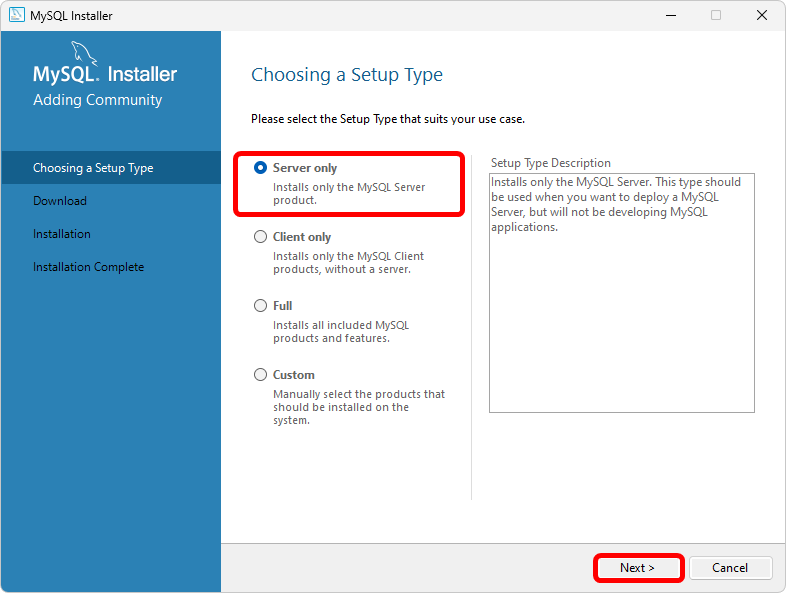 MySQL Installer
MySQL. Installer
Adding Community
Choosing a Setup Type
Download
Installation
Installation Complete
Choosing a Setup Type
Please select the Setup Type that suits your use case.
Server only
Installs only the MySQL Server
product.
Client only
Installs only the MySQL Client
products, without a server.
Full
Installs all included MySQL
products and features.
Custom
Manually select the products that
should be installed on the
system.
Setup Type Description
Installs only the MySQL Server. This type should
be used when you want to deploy a MySQL
Server, but will not be developing MySQL
applications.
Next >
Cancel